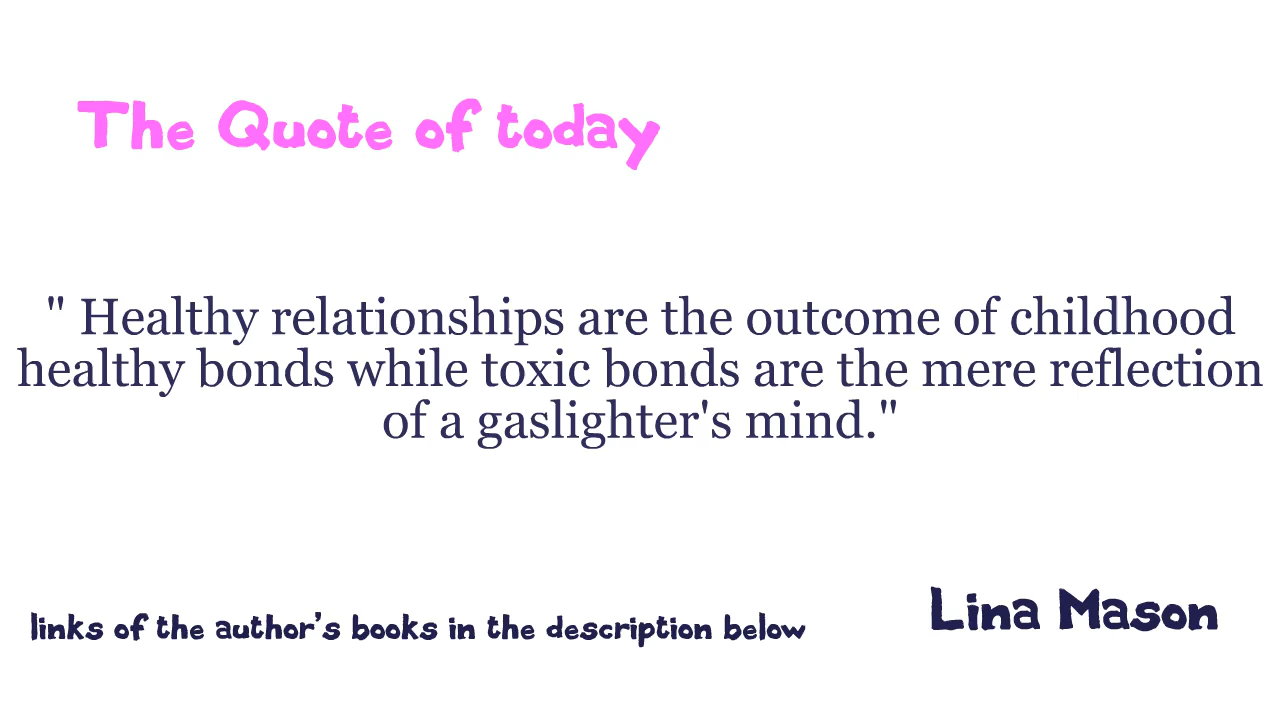 The Quote of today
" Healthy relationships are the outcome of childhood
healthy bonds while toxic bonds are the mere reflection
of a gaslighter's mind."
Lina Mason
links of the author's books in the description below